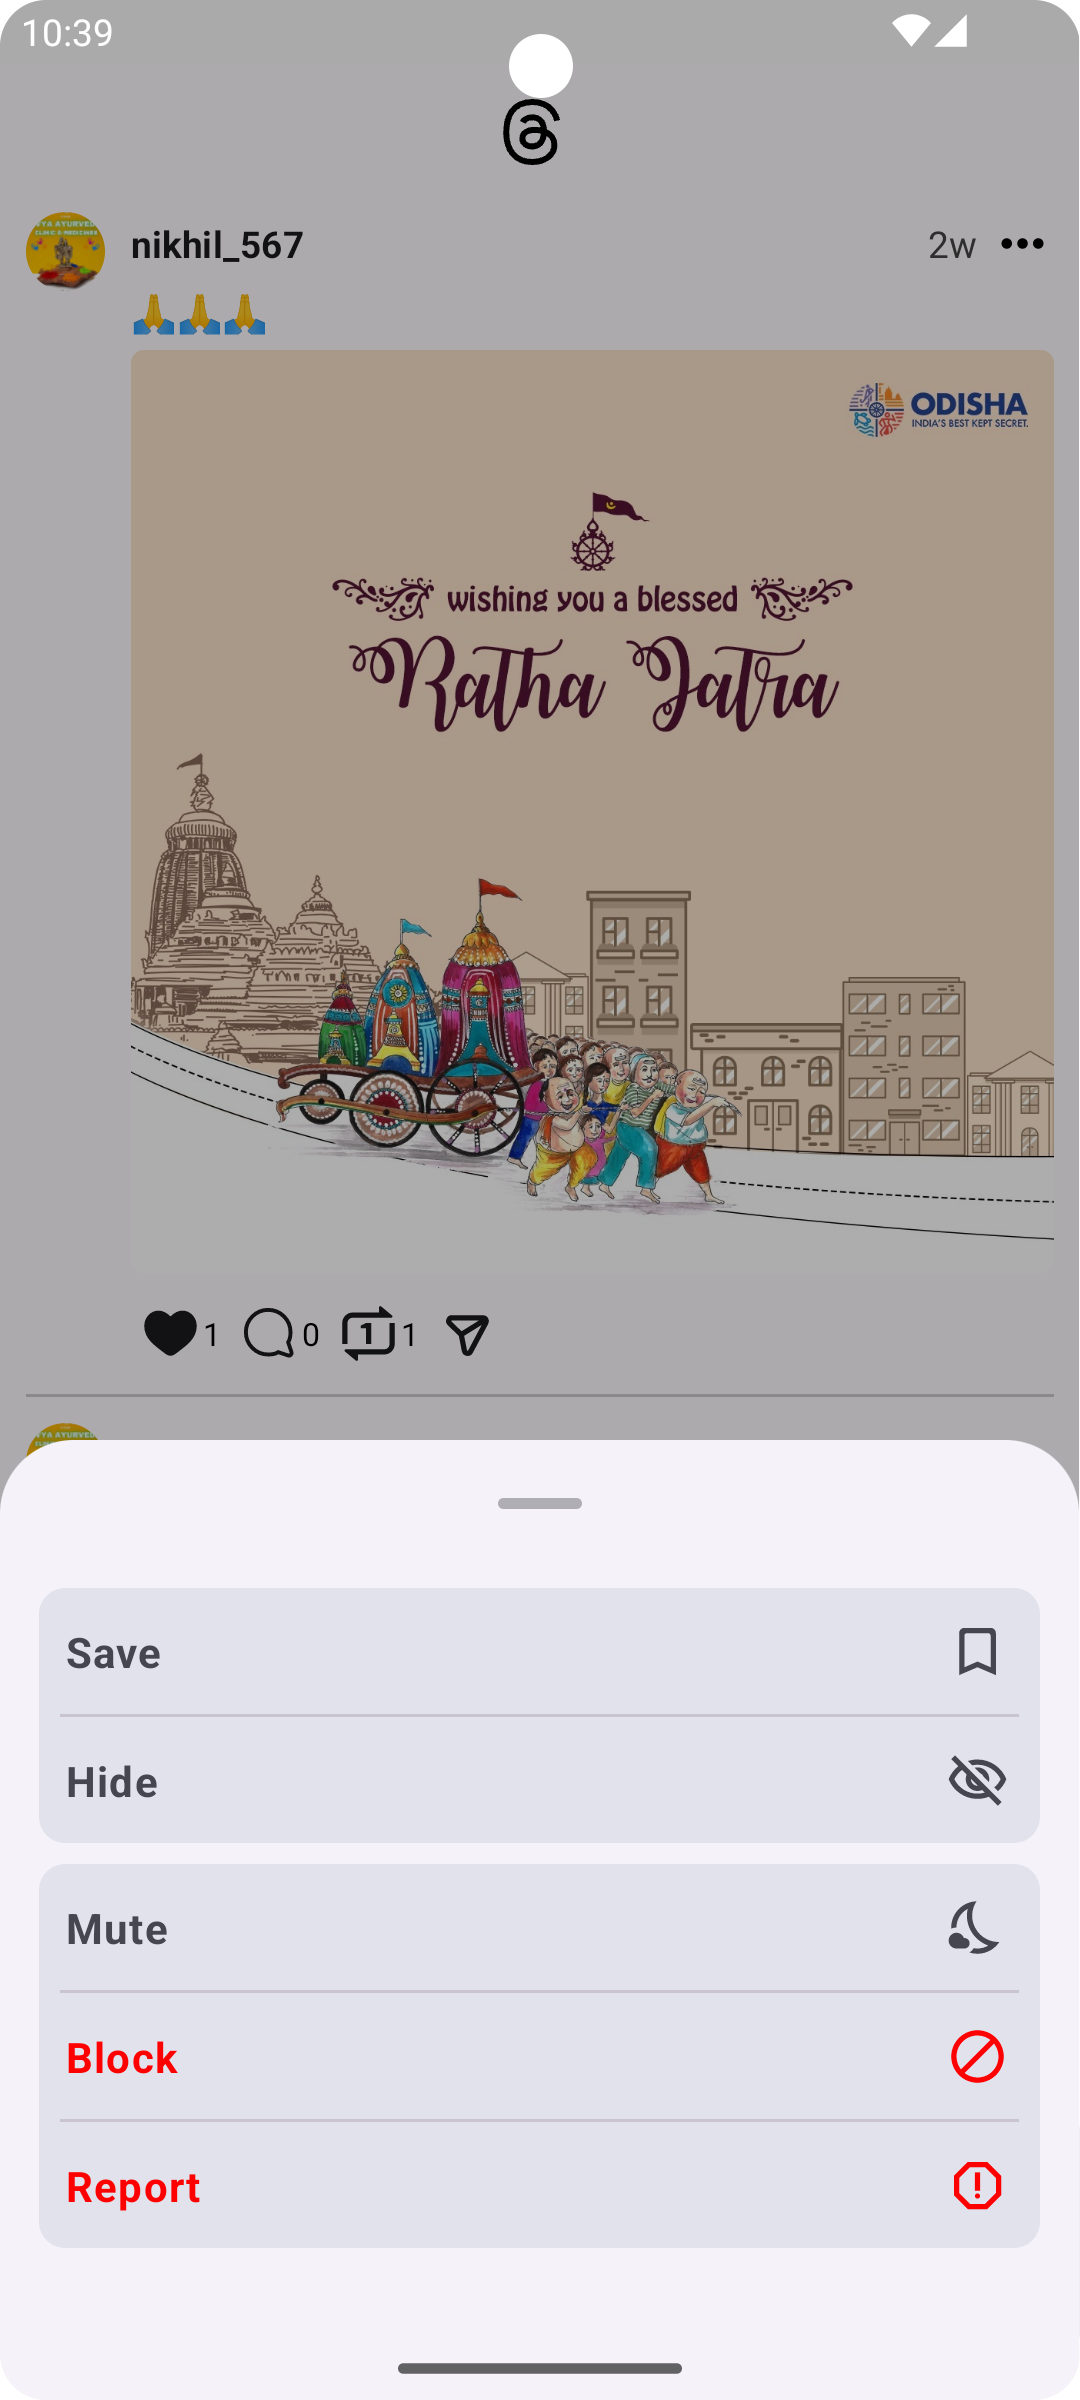 10:39
nikhil_567
2w
🙏🙏🙏
ODISHA
INDIA'S BEST KEPT SECRET.
wishing you a blessed
Ratha Jatra
1
0
1
1
Save
Hide
Mute
Block
Report